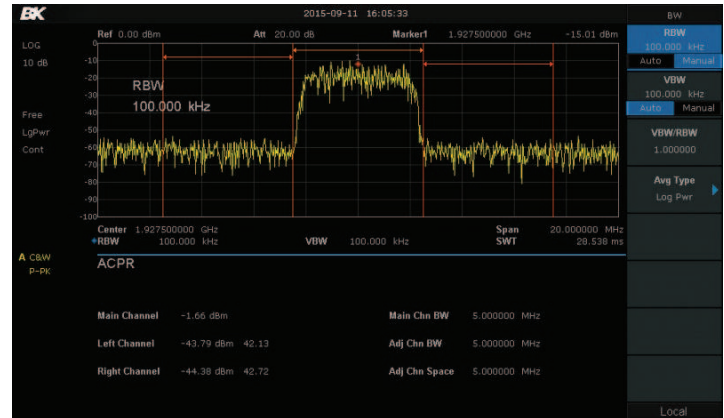 BK 2015-09-11 16:05:33 BW
Ref 0.00 dBm Att 20.00 dB Marker1 1.927500000 GHz -15.01 dBm
LOG
10 dB
Free
LgPwr
Cont
A C&W
P-PK
0
-10
-20
-30
-40
-50
-60
-70
-80
-90
-100
1
RBW
100.000 kHz
Center 1.927500000 GHz Span 20.000000 MHz
*RBW 100.000 kHz VBW 100.000 kHz SWT 28.538 ms
ACPR
Main Channel -1.66 dBm Main Chn BW 5.000000 MHz
Left Channel -43.79 dBm 42.13 Adj Chn BW 5.000000 MHz
Right Channel -44.38 dBm 42.72 Adj Chn Space 5.000000 MHz
RBW
100.000 kHz
Auto Manual
VBW
100.000 kHz
Auto Manual
VBW/RBW
1.000000
Avg Type
Log Pwr
Local